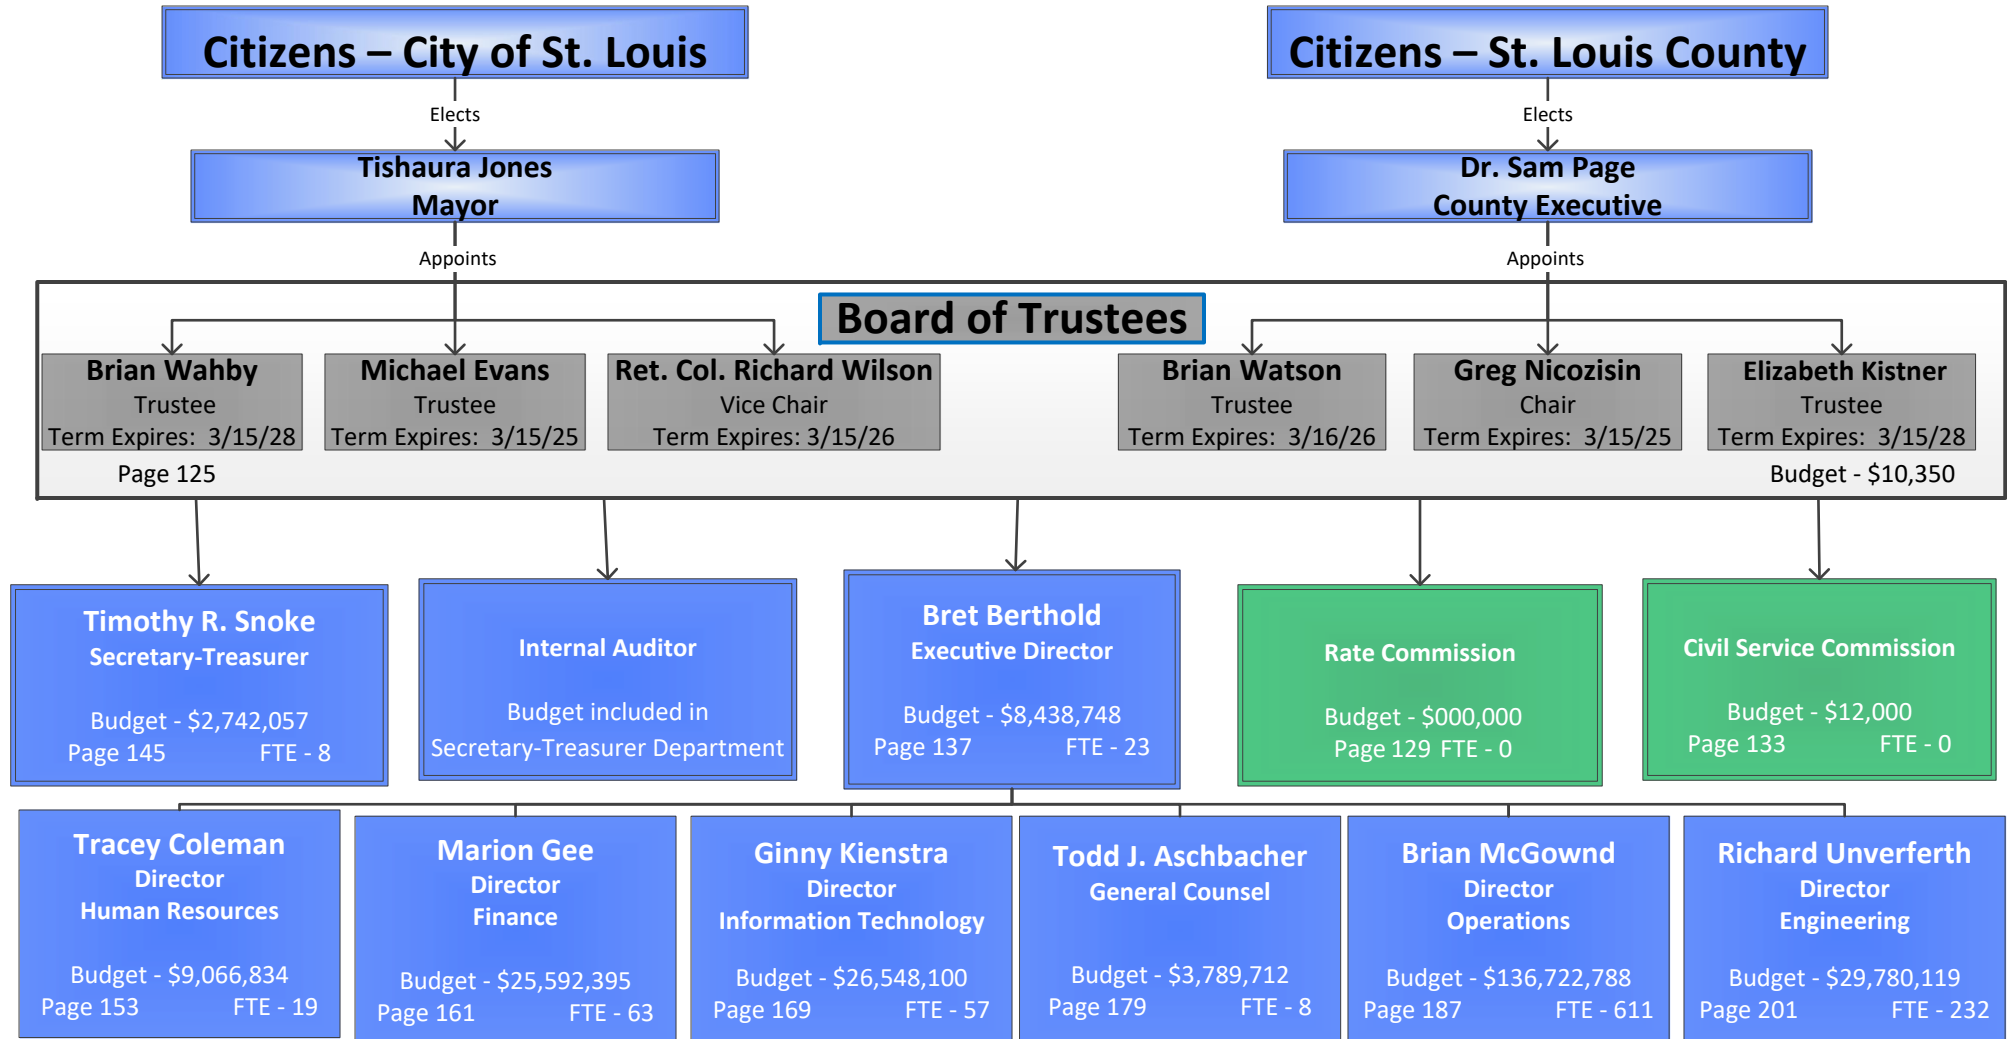 Citizens – City of St. Louis
Citizens – St. Louis County
Elects
Elects
Tishaura Jones
Mayor
Dr. Sam Page
County Executive
Appoints
Appoints
Board of Trustees
Brian Wahby
Trustee
Term Expires: 3/15/28
Michael Evans
Trustee
Term Expires: 3/15/25
Ret. Col. Richard Wilson
Vice Chair
Term Expires: 3/15/26
Brian Watson
Trustee
Term Expires: 3/16/26
Greg Nicozisin
Chair
Term Expires: 3/15/25
Elizabeth Kistner
Trustee
Term Expires: 3/15/28
Page 125
Budget - $10,350
Timothy R. Snoke
Secretary-Treasurer
Budget - $2,742,057
Page 145 FTE - 8
Internal Auditor
Budget included in
Secretary-Treasurer Department
Bret Berthold
Executive Director
Budget - $8,438,748
Page 137 FTE - 23
Rate Commission
Budget - $000,000
Page 129 FTE - 0
Civil Service Commission
Budget - $12,000
Page 133 FTE - 0
Tracey Coleman
Director
Human Resources
Budget - $9,066,834
Page 153 FTE - 19
Marion Gee
Director
Finance
Budget - $25,592,395
Page 161 FTE - 63
Ginny Kienstra
Director
Information Technology
Budget - $26,548,100
Page 169 FTE - 57
Todd J. Aschbacher
General Counsel
Budget - $3,789,712
Page 179 FTE - 8
Brian McGownd
Director
Operations
Budget - $136,722,788
Page 187 FTE - 611
Richard Unverferth
Director
Engineering
Budget - $29,780,119
Page 201 FTE - 232